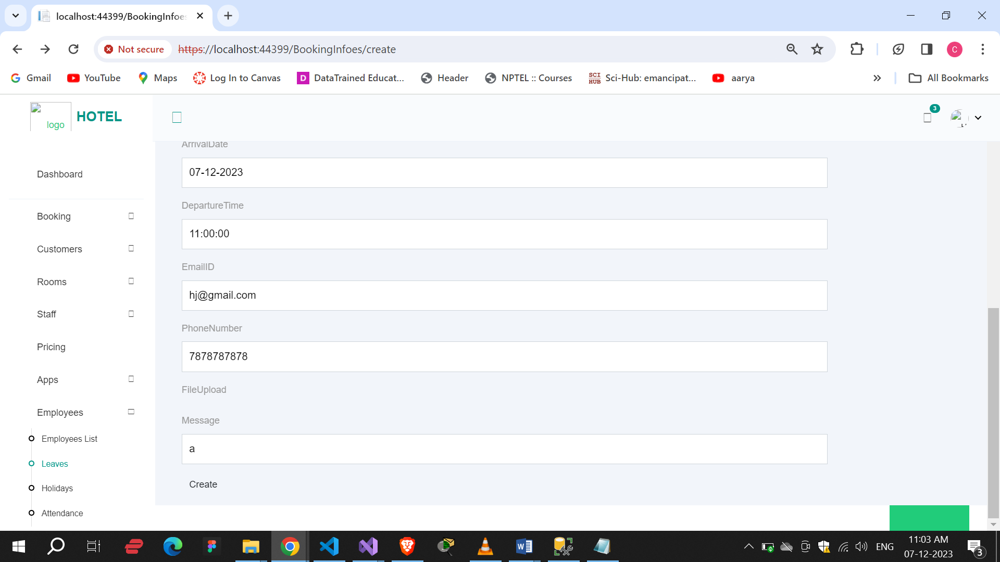 localhost:44399/BookingInfoes
Not secure https://localhost:44399/BookingInfoes/create
C
Gmail YouTube Maps Log In to Canvas D DataTrained Educat... Header NPTEL :: Courses SCI HUB Sci-Hub: emancipat... aarya All Bookmarks
logo HOTEL
3
ArrivalDate
07-12-2023
DepartureTime
11:00:00
EmailID
hj@gmail.com
PhoneNumber
7878787878
FileUpload
Message
a
Create
Dashboard
Booking
Customers
Rooms
Staff
Pricing
Apps
Employees
Employees List
Leaves
Holidays
Attendance
ENG
11:03 AM
07-12-2023
3